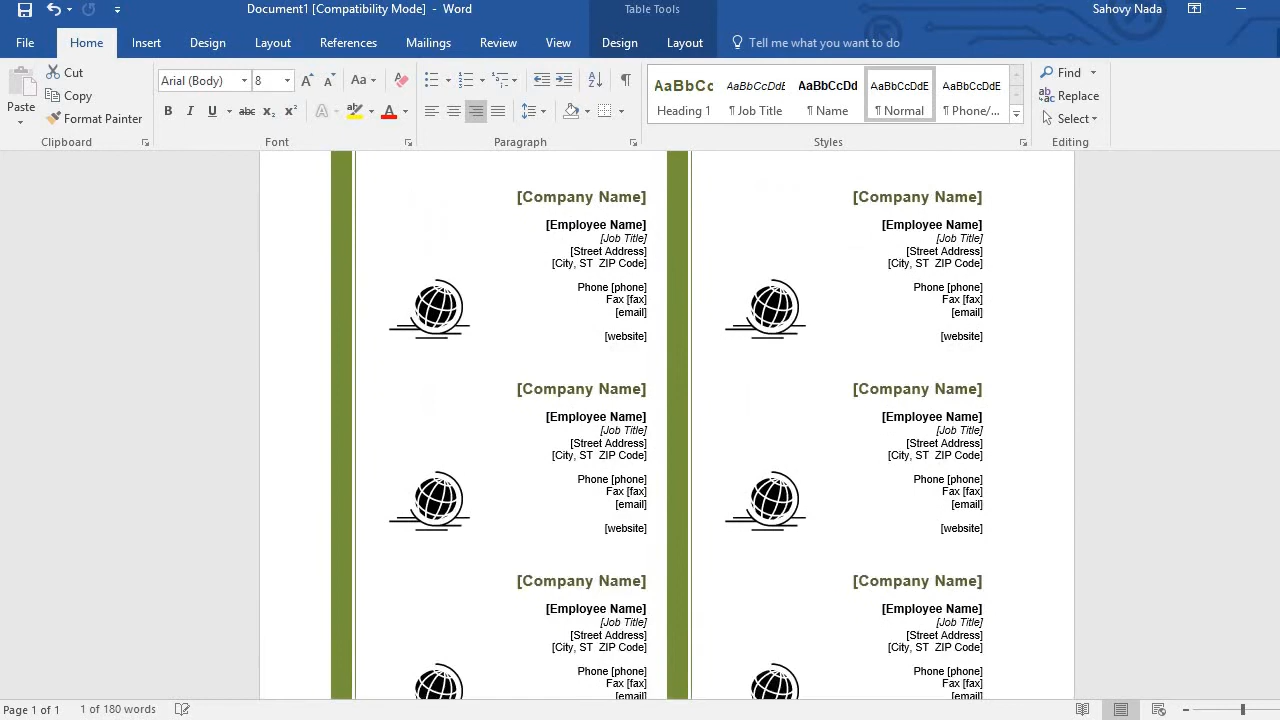 Document1 [Compatibility Mode] - Word
Table Tools
Sahovy Nada
File Home Insert Design Layout References Mailings Review View Design Layout Tell me what you want to do
Paste
Cut
Copy
Format Painter
Clipboard
Arial (Body) 8
Aa
B I U abc X2 X2 A A
Font
Paragraph
AaBbCc AaBbCcDdE AaBbCcDd AaBbCcDdE AaBbCcDdE
Heading 1 ¶ Job Title ¶ Name ¶ Normal ¶ Phone/...
Styles
Find
Replace
Select
Editing
[Company Name]
[Employee Name]
[Job Title]
[Street Address]
[City, ST  ZIP Code]
Phone [phone]
Fax [fax]
[email]
[website]
[Company Name]
[Employee Name]
[Job Title]
[Street Address]
[City, ST  ZIP Code]
Phone [phone]
Fax [fax]
[email]
[website]
[Company Name]
[Employee Name]
[Job Title]
[Street Address]
[City, ST  ZIP Code]
Phone [phone]
Fax [fax]
[email]
[website]
[Company Name]
[Employee Name]
[Job Title]
[Street Address]
[City, ST  ZIP Code]
Phone [phone]
Fax [fax]
[email]
[website]
[Company Name]
[Employee Name]
[Job Title]
[Street Address]
[City, ST  ZIP Code]
Phone [phone]
Fax [fax]
[email]
[Company Name]
[Employee Name]
[Job Title]
[Street Address]
[City, ST  ZIP Code]
Phone [phone]
Fax [fax]
[email]
Page 1 of 1 1 of 180 words